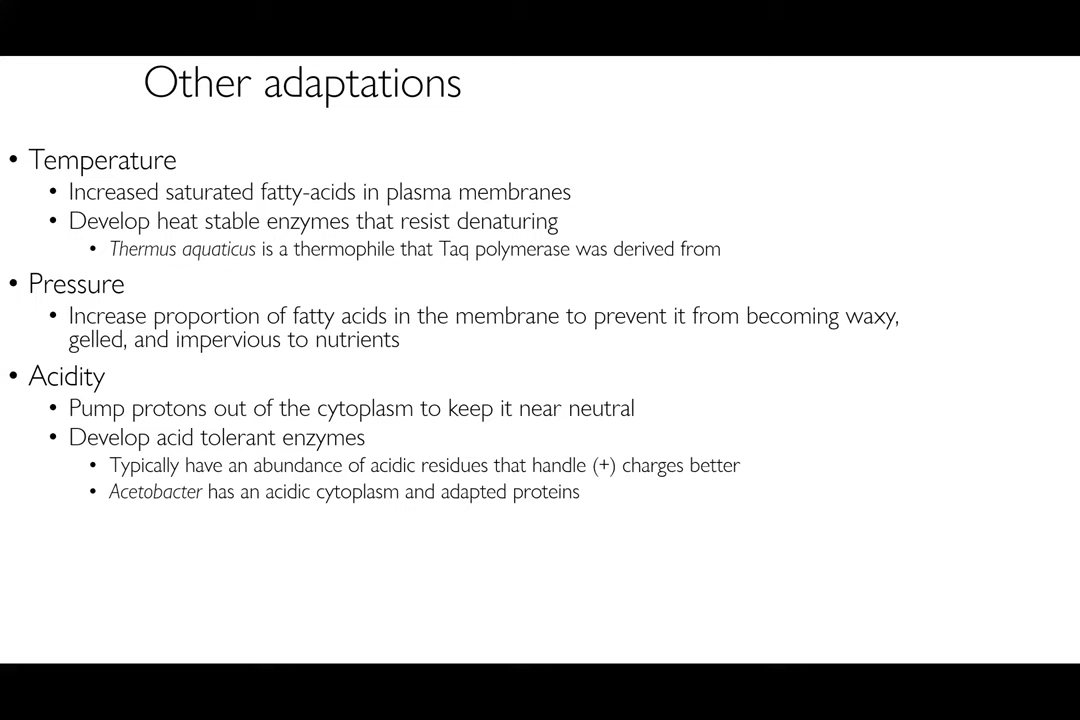 Other adaptations
• Temperature
• Increased saturated fatty-acids in plasma membranes
• Develop heat stable enzymes that resist denaturing
• Thermus aquaticus is a thermophile that Taq polymerase was derived from
• Pressure
• Increase proportion of fatty acids in the membrane to prevent it from becoming waxy,
gelled, and impervious to nutrients
• Acidity
• Pump protons out of the cytoplasm to keep it near neutral
• Develop acid tolerant enzymes
• Typically have an abundance of acidic residues that handle (+) charges better
• Acetobacter has an acidic cytoplasm and adapted proteins